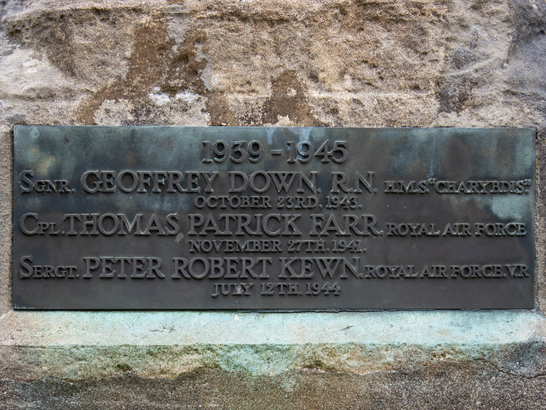 1939 - 1945
SGNR. GEOFFREY DOWN. R.N. H.M.S. "CHARYBDIS"
OCTOBER 23RD. 1943.
CPL. THOMAS PATRICK FARR. ROYAL AIR FORCE
NOVEMBER 27TH. 1941.
SERGT. PETER ROBERT KEWN. ROYAL AIR FORCE V.R.
JULY 12TH. 1944